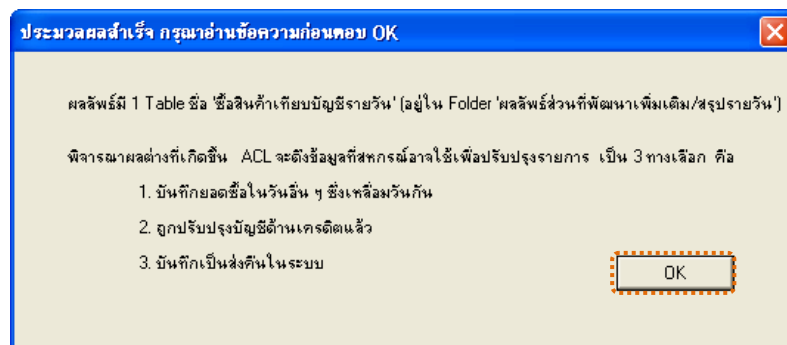 ประมวลผลสำเร็จ กรุณาอ่านข้อความก่อนตอบ OK
ผลลัพธ์มี 1 Table ชื่อ 'ซื้อสินค้าเทียบบัญชีรายวัน' (อยู่ใน Folder 'ผลลัพธ์ส่วนที่พัฒนาเพิ่มเติม/สรุปรายวัน')
พิจารณาผลต่างที่เกิดขึ้น ACL จะดึงข้อมูลที่สหกรณ์อาจใช้เพื่อปรับปรุงรายการ เป็น 3 ทางเลือก คือ
1. บันทึกยอดซื้อในวันอื่น ๆ ซึ่งเหลื่อมวันกัน
2. ถูกปรับปรุงบัญชีด้านเครดิตแล้ว
3. บันทึกเป็นส่งคืนในระบบ
OK